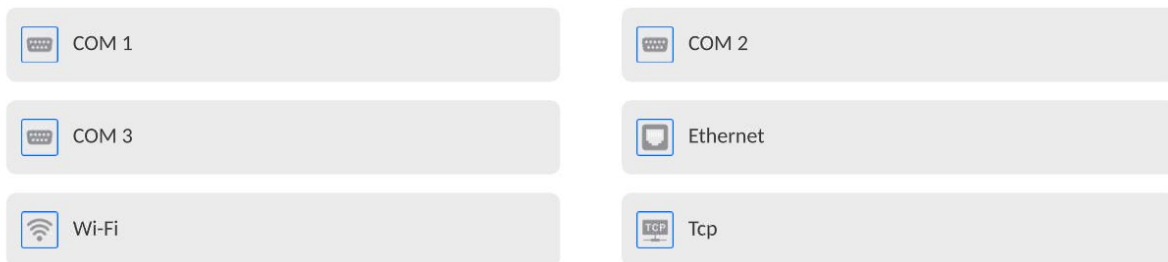 COM 1
COM 2
COM 3
Ethernet
Wi-Fi
TCP
Tcp